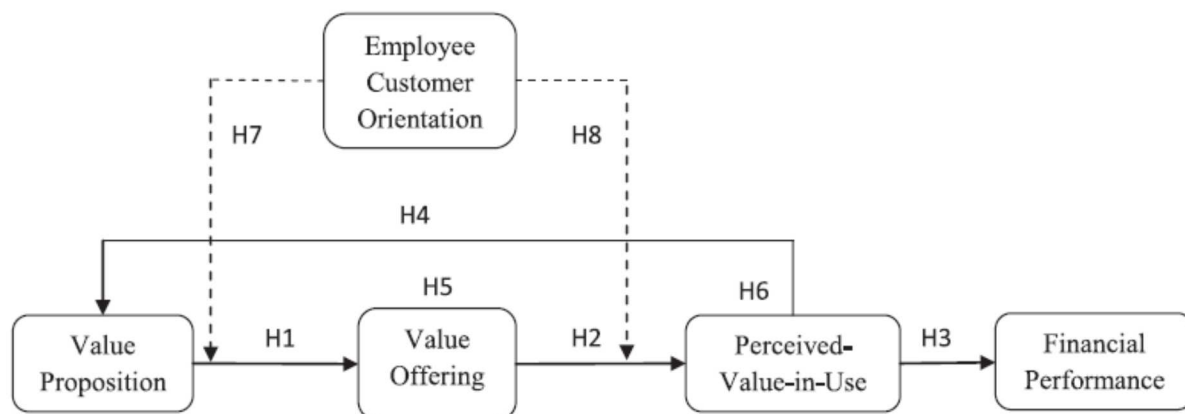 Employee
Customer
Orientation
H7
H8
H4
H5
H6
Value
Proposition
H1
Value
Offering
H2
Perceived-
Value-in-Use
H3
Financial
Performance